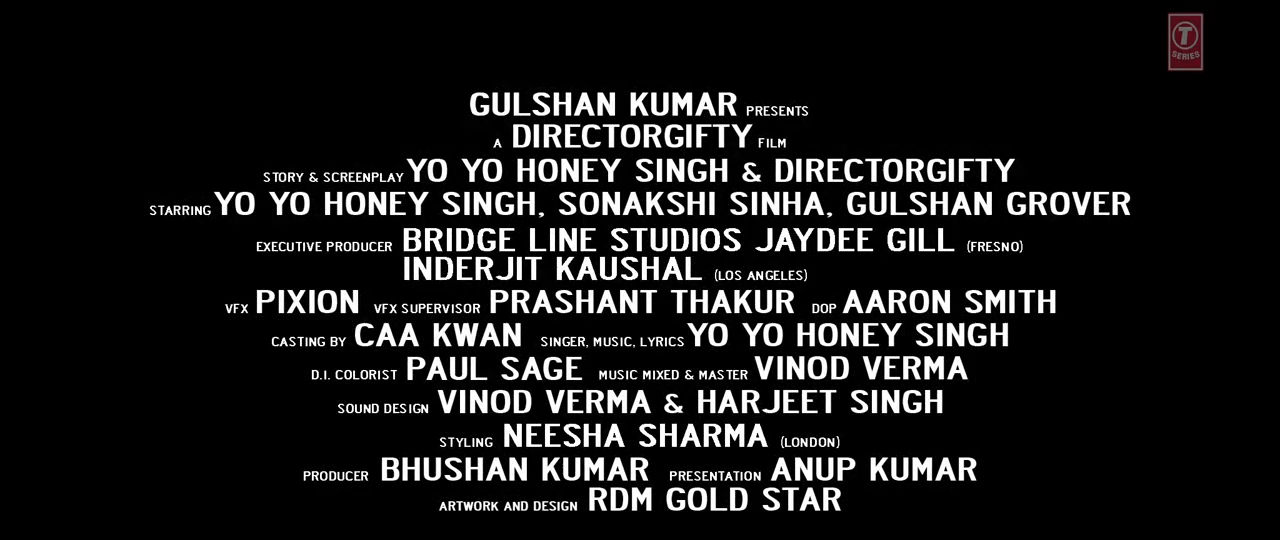 T
SERIES
GULSHAN KUMAR PRESENTS
A DIRECTORGIFTY FILM
STORY & SCREENPLAY YO YO HONEY SINGH & DIRECTORGIFTY
STARRING YO YO HONEY SINGH, SONAKSHI SINHA, GULSHAN GROVER
EXECUTIVE PRODUCER BRIDGE LINE STUDIOS JAYDEE GILL (FRESNO)
INDERJIT KAUSHAL (LOS ANGELES)
VFX PIXION VFX SUPERVISOR PRASHANT THAKUR DOP AARON SMITH
CASTING BY CAA KWAN SINGER, MUSIC, LYRICS YO YO HONEY SINGH
D.I. COLORIST PAUL SAGE MUSIC MIXED & MASTER VINOD VERMA
SOUND DESIGN VINOD VERMA & HARJEET SINGH
STYLING NEESHA SHARMA (LONDON)
PRODUCER BHUSHAN KUMAR PRESENTATION ANUP KUMAR
ARTWORK AND DESIGN RDM GOLD STAR